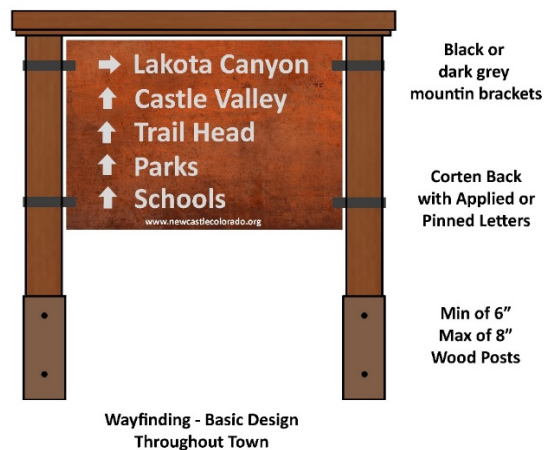 Lakota Canyon
Castle Valley
Trail Head
Parks
Schools
www.newcastlecolorado.org
Black or
dark grey
mountin brackets
Corten Back
with Applied or
Pinned Letters
Min of 6”
Max of 8”
Wood Posts
Wayfinding - Basic Design
Throughout Town